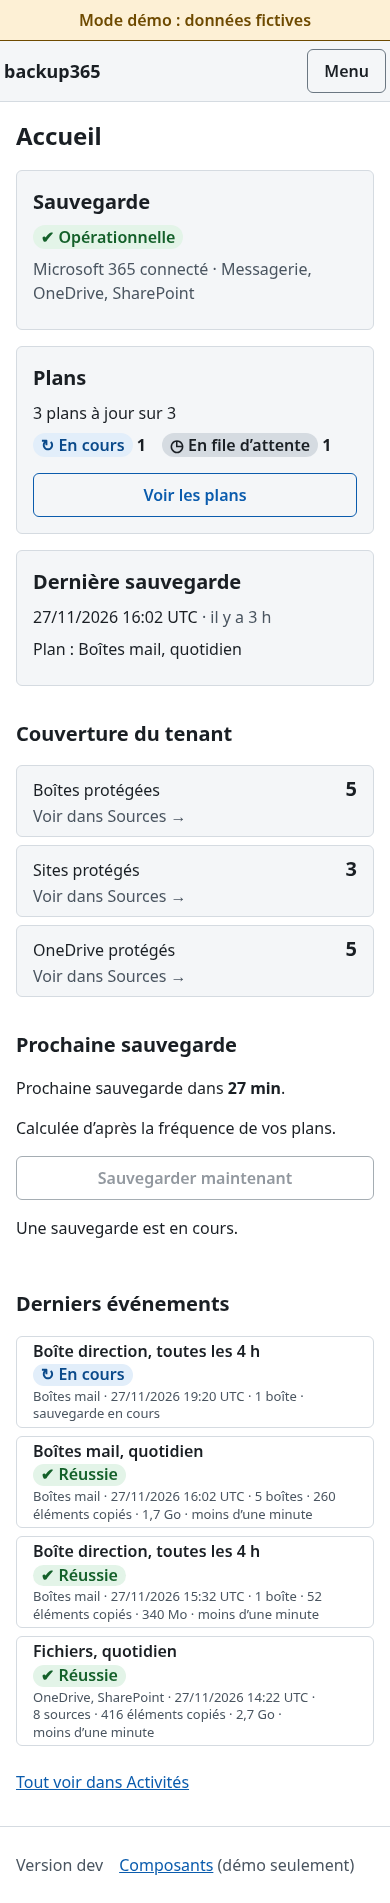 Mode démo : données fictives
backup365
Menu
Accueil
Sauvegarde
✔ Opérationnelle
Microsoft 365 connecté · Messagerie,
OneDrive, SharePoint
Plans
3 plans à jour sur 3
↻ En cours 1 ◷ En file d’attente 1
Voir les plans
Dernière sauvegarde
27/11/2026 16:02 UTC · il y a 3 h
Plan : Boîtes mail, quotidien
Couverture du tenant
Boîtes protégées 5
Voir dans Sources →
Sites protégés 3
Voir dans Sources →
OneDrive protégés 5
Voir dans Sources →
Prochaine sauvegarde
Prochaine sauvegarde dans 27 min.
Calculée d’après la fréquence de vos plans.
Sauvegarder maintenant
Une sauvegarde est en cours.
Derniers événements
Boîte direction, toutes les 4 h
↻ En cours
Boîtes mail · 27/11/2026 19:20 UTC · 1 boîte ·
sauvegarde en cours
Boîtes mail, quotidien
✔ Réussie
Boîtes mail · 27/11/2026 16:02 UTC · 5 boîtes · 260
éléments copiés · 1,7 Go · moins d’une minute
Boîte direction, toutes les 4 h
✔ Réussie
Boîtes mail · 27/11/2026 15:32 UTC · 1 boîte · 52
éléments copiés · 340 Mo · moins d’une minute
Fichiers, quotidien
✔ Réussie
OneDrive, SharePoint · 27/11/2026 14:22 UTC ·
8 sources · 416 éléments copiés · 2,7 Go ·
moins d’une minute
Tout voir dans Activités
Version dev Composants (démo seulement)